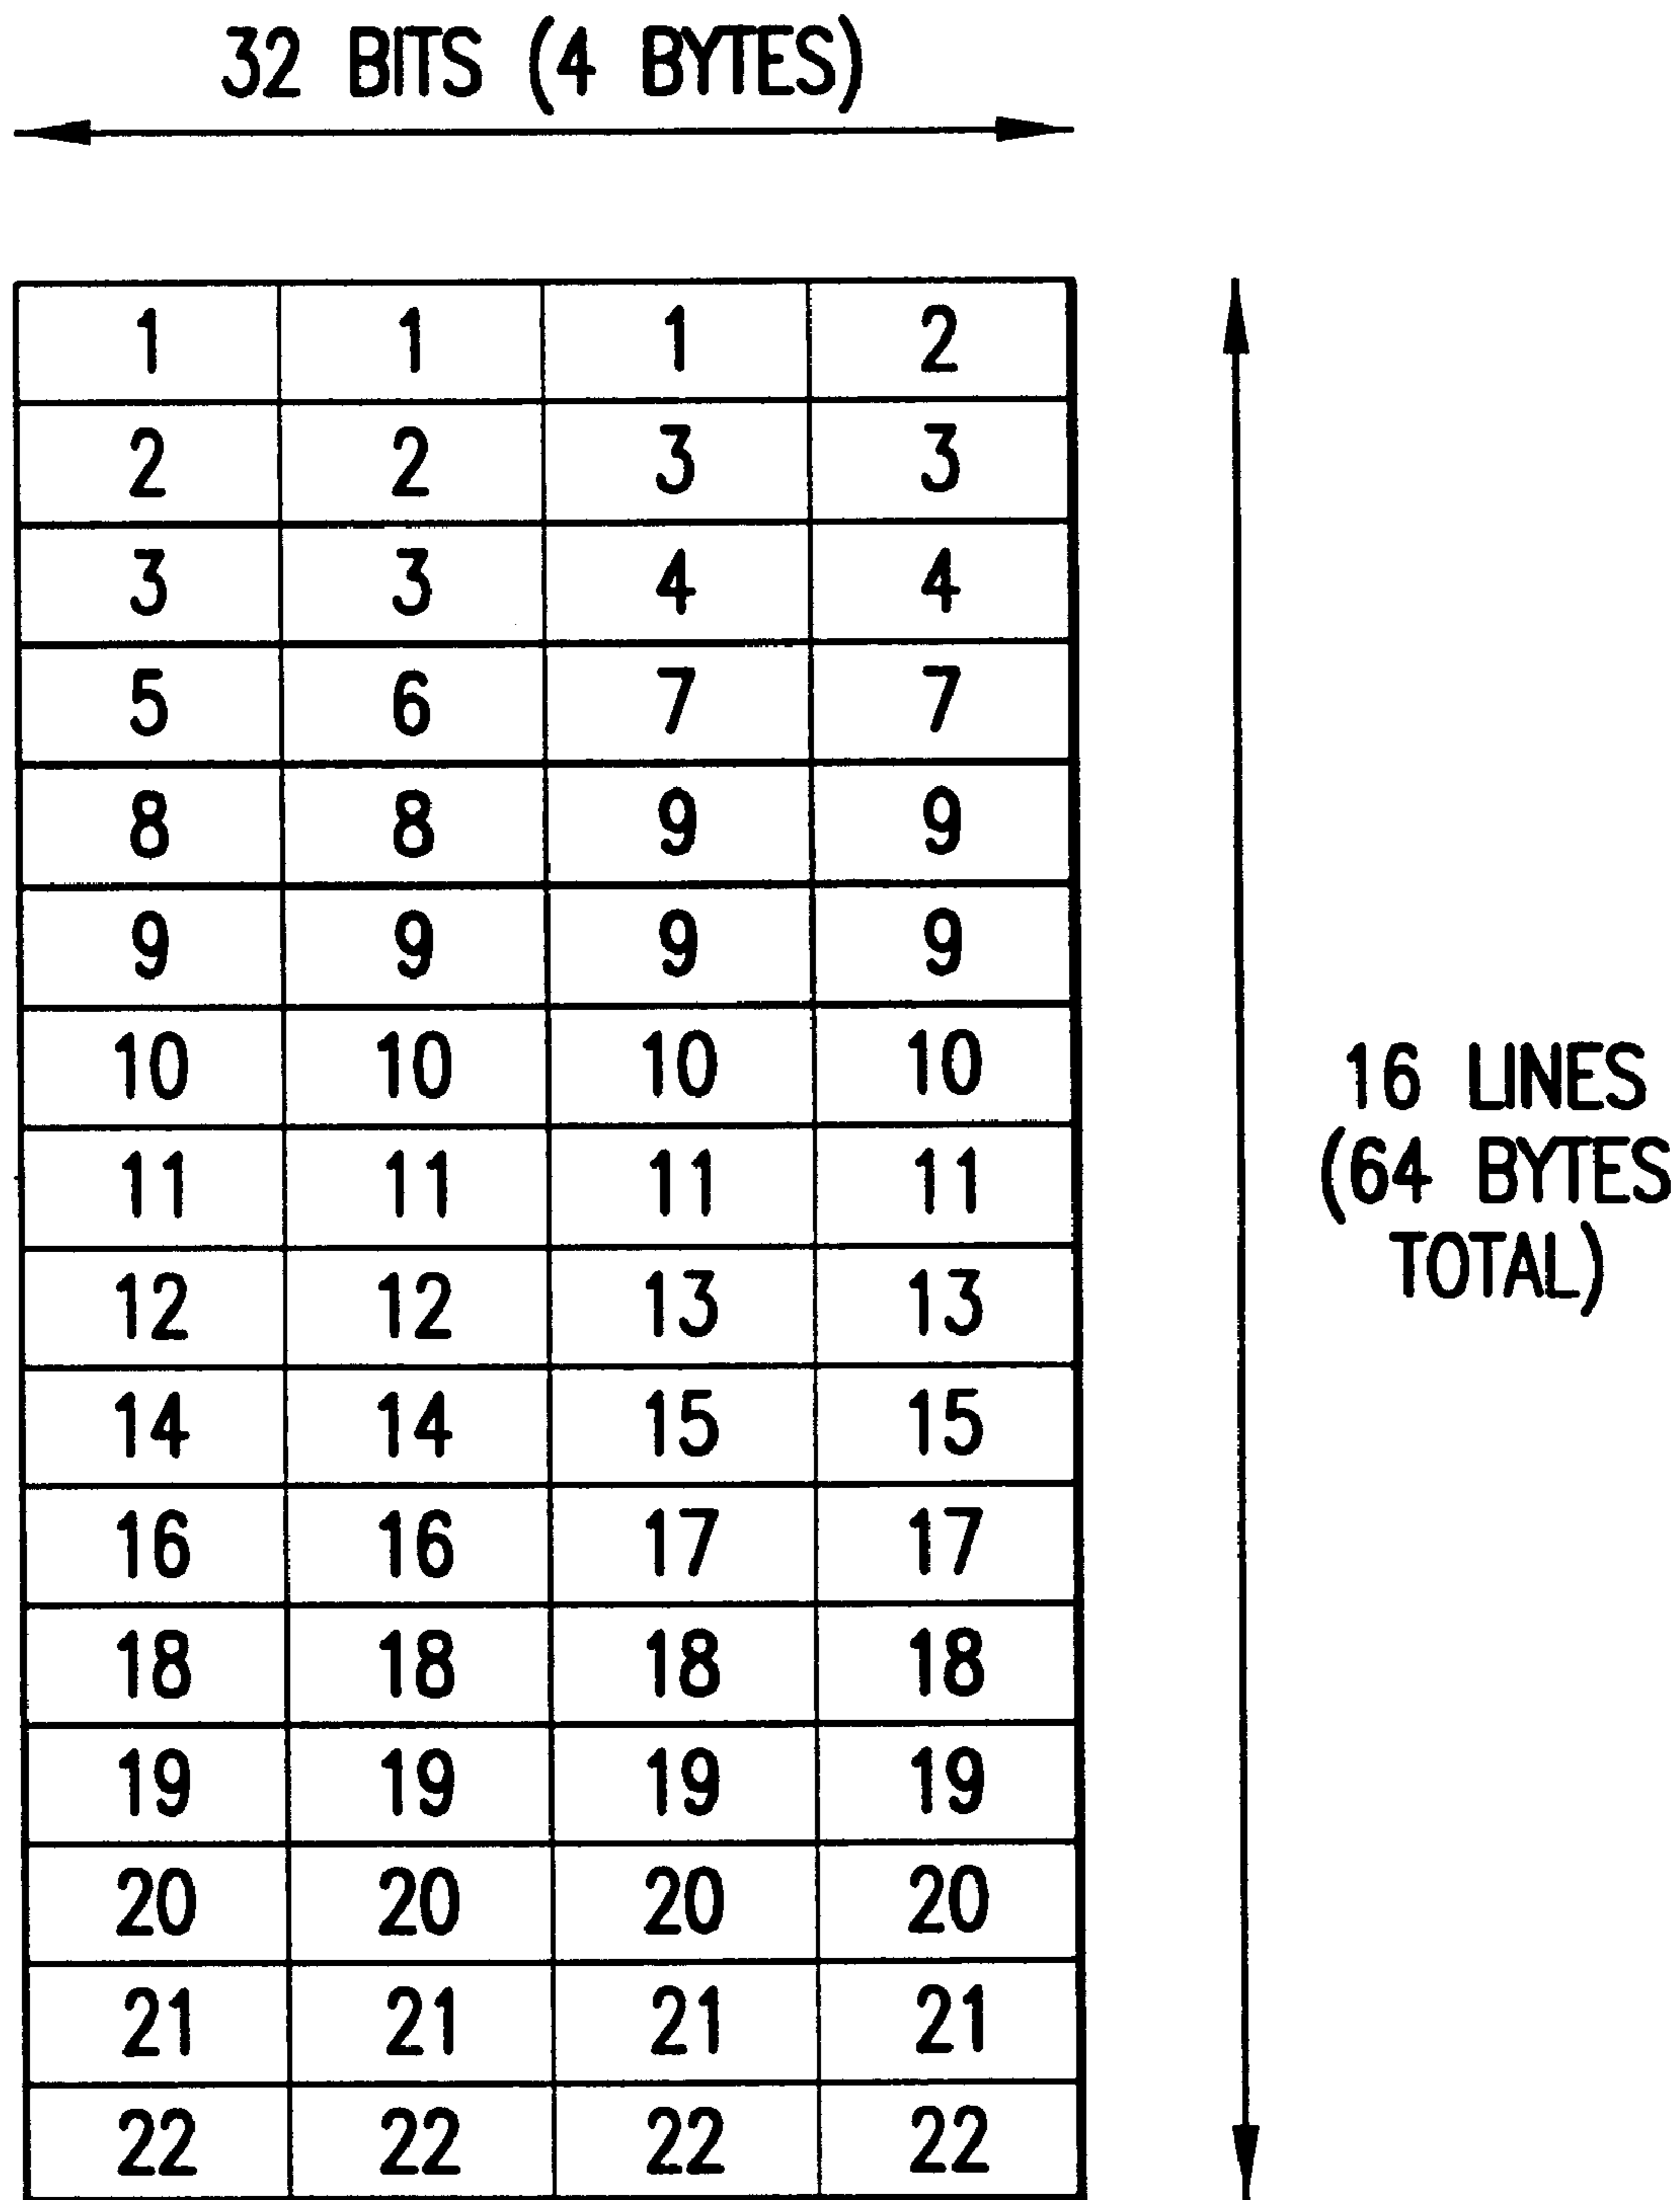 32 BITS (4 BYTES)
1 1 1 2
2 2 3 3
3 3 4 4
5 6 7 7
8 8 9 9
9 9 9 9
10 10 10 10
11 11 11 11
12 12 13 13
14 14 15 15
16 16 17 17
18 18 18 18
19 19 19 19
20 20 20 20
21 21 21 21
22 22 22 22
16 LINES
(64 BYTES
TOTAL)